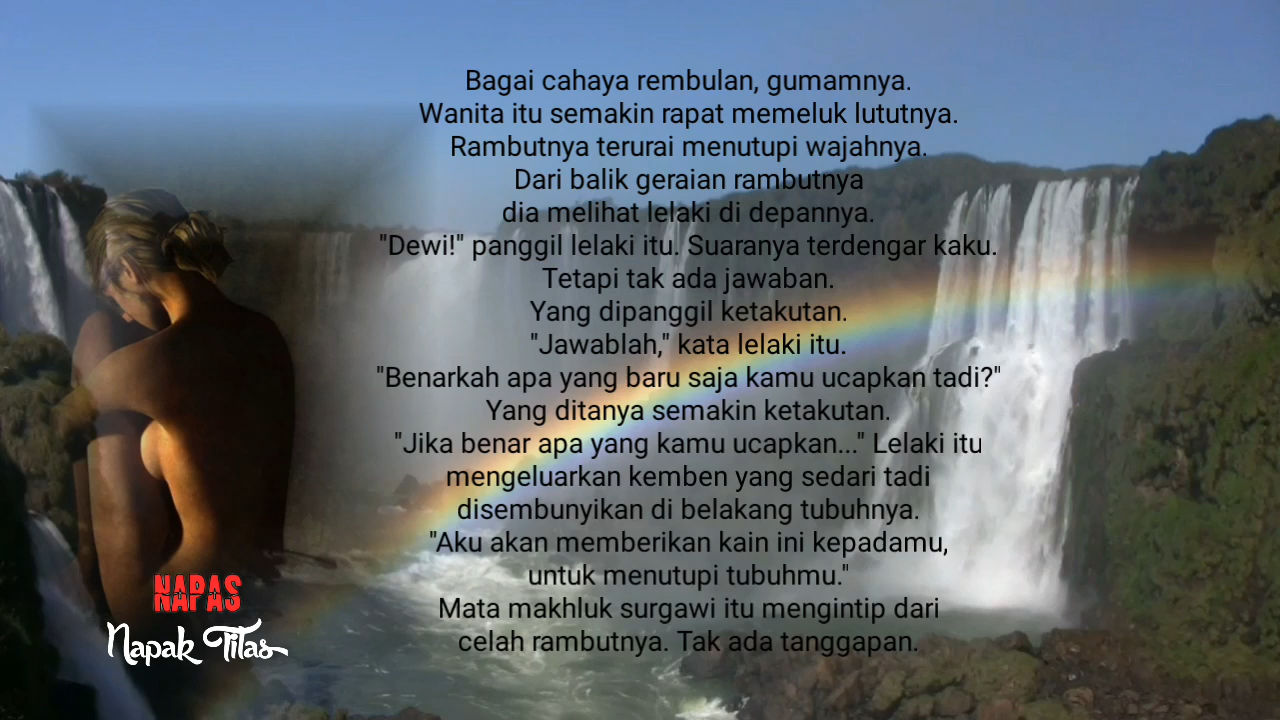 Bagai cahaya rembulan, gumamnya.
Wanita itu semakin rapat memeluk lututnya.
Rambutnya terurai menutupi wajahnya.
Dari balik geraian rambutnya
dia melihat lelaki di depannya.
"Dewi!" panggil lelaki itu. Suaranya terdengar kaku.
Tetapi tak ada jawaban.
Yang dipanggil ketakutan.
"Jawablah," kata lelaki itu.
"Benarkah apa yang baru saja kamu ucapkan tadi?"
Yang ditanya semakin ketakutan.
"Jika benar apa yang kamu ucapkan..." Lelaki itu
mengeluarkan kemben yang sedari tadi
disembunyikan di belakang tubuhnya.
"Aku akan memberikan kain ini kepadamu,
untuk menutupi tubuhmu."
Mata makhluk surgawi itu mengintip dari
celah rambutnya. Tak ada tanggapan.
NAPAS
Napak Tilas